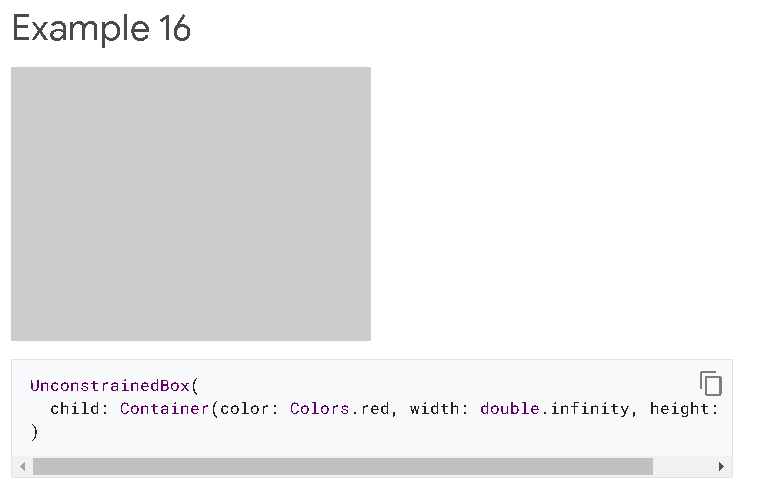 Example 16
UnconstrainedBox(
  child: Container(color: Colors.red, width: double.infinity, height:
)